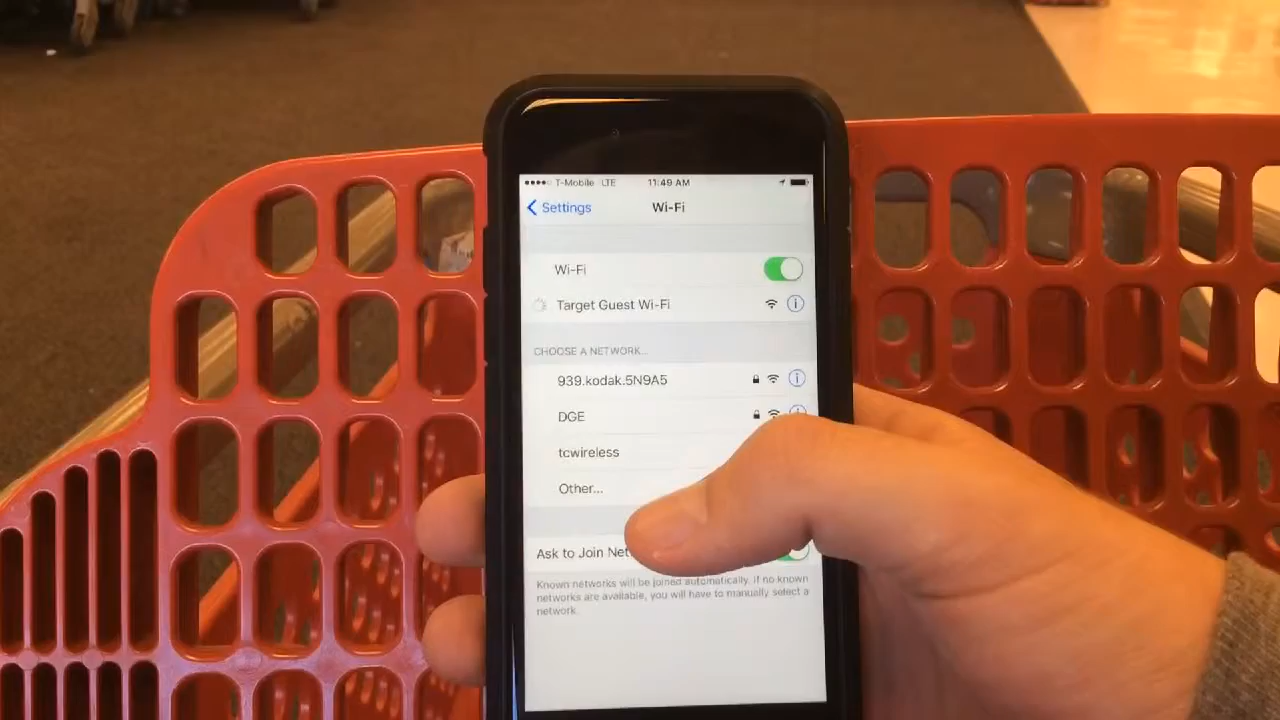 T-Mobile LTE 11:49 AM
Settings Wi-Fi
Wi-Fi
Target Guest Wi-Fi
CHOOSE A NETWORK...
939.kodak.5N9A5
DGE
tcwireless
Other...
Ask to Join Net
Known networks will be joined automatically. If no known
networks are available, you will have to manually select a
network.